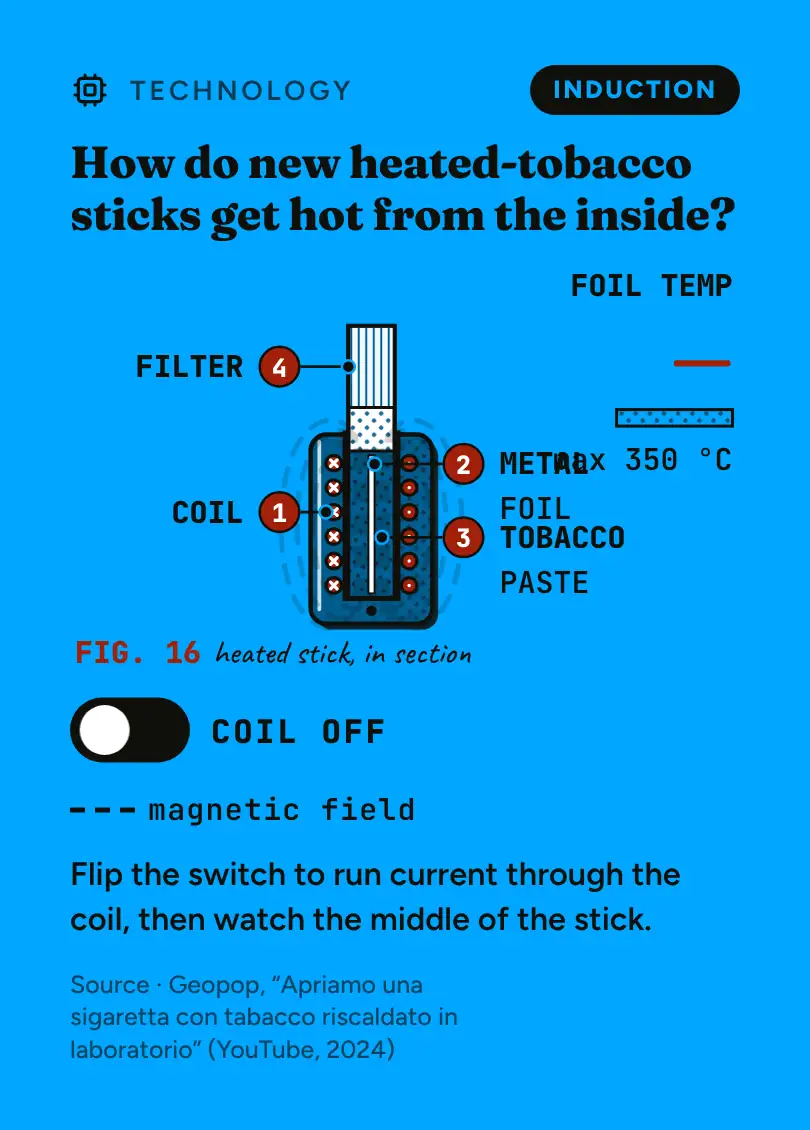 TECHNOLOGY
INDUCTION
How do new heated-tobacco
sticks get hot from the inside?
FOIL TEMP
FILTER 4
2 METAL
FOIL
max 350 °C
COIL 1
3 TOBACCO
PASTE
FIG. 16 heated stick, in section
COIL OFF
magnetic field
Flip the switch to run current through the
coil, then watch the middle of the stick.
Source · Geopop, “Apriamo una
sigaretta con tabacco riscaldato in
laboratorio” (YouTube, 2024)